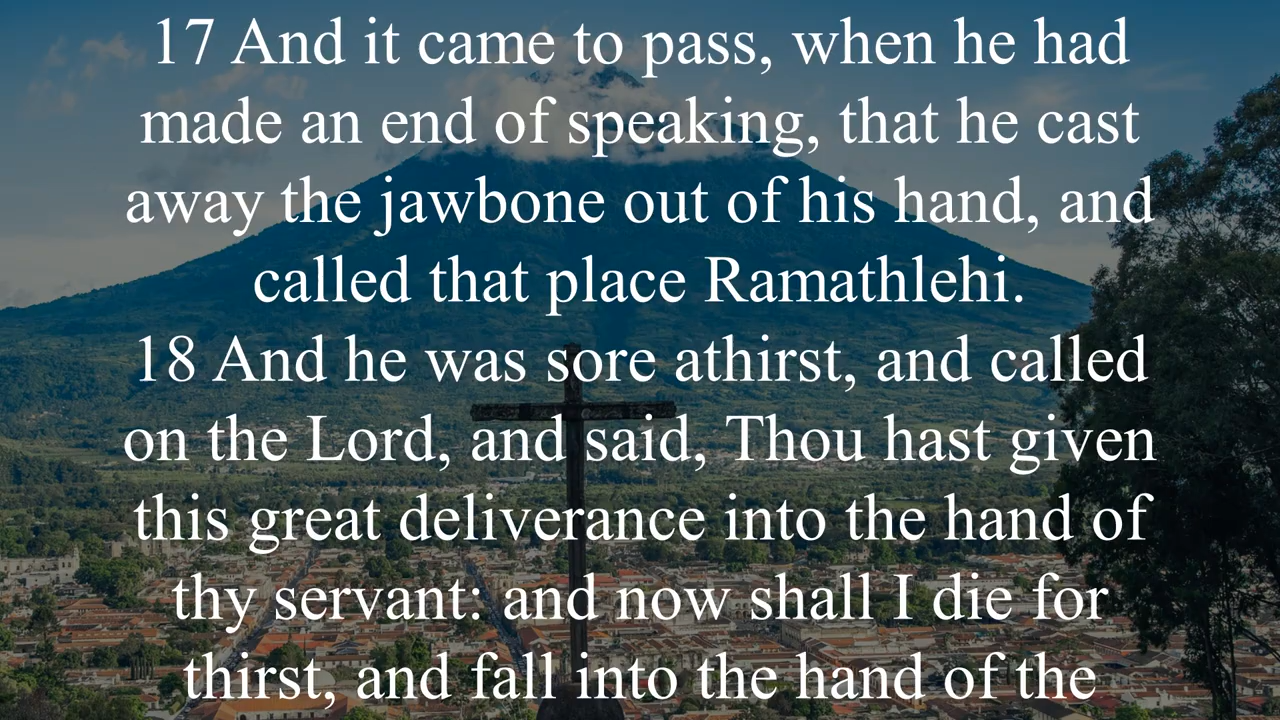 17 And it came to pass, when he had
made an end of speaking, that he cast
away the jawbone out of his hand, and
called that place Ramathlehi.
18 And he was sore athirst, and called
on the Lord, and said, Thou hast given
this great deliverance into the hand of
thy servant: and now shall I die for
thirst, and fall into the hand of the